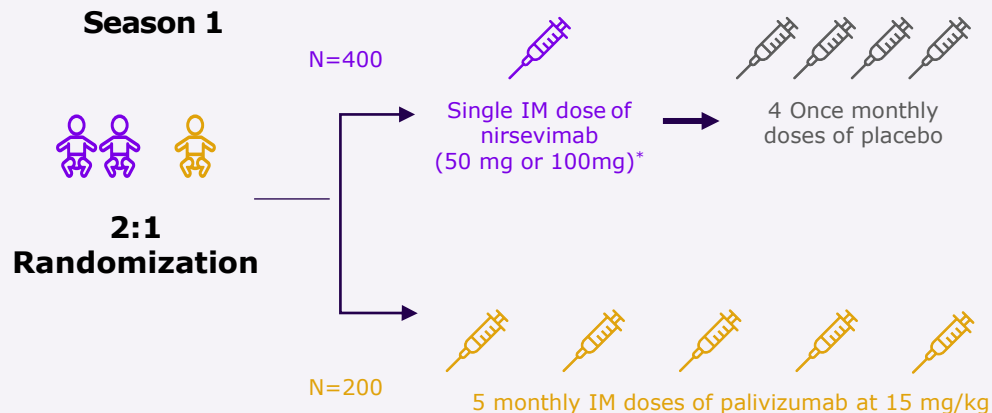 Season 1
2:1
Randomization
N=400
Single IM dose of
nirsevimab
(50 mg or 100mg)*
4 Once monthly
doses of placebo
N=200
5 monthly IM doses of palivizumab at 15 mg/kg